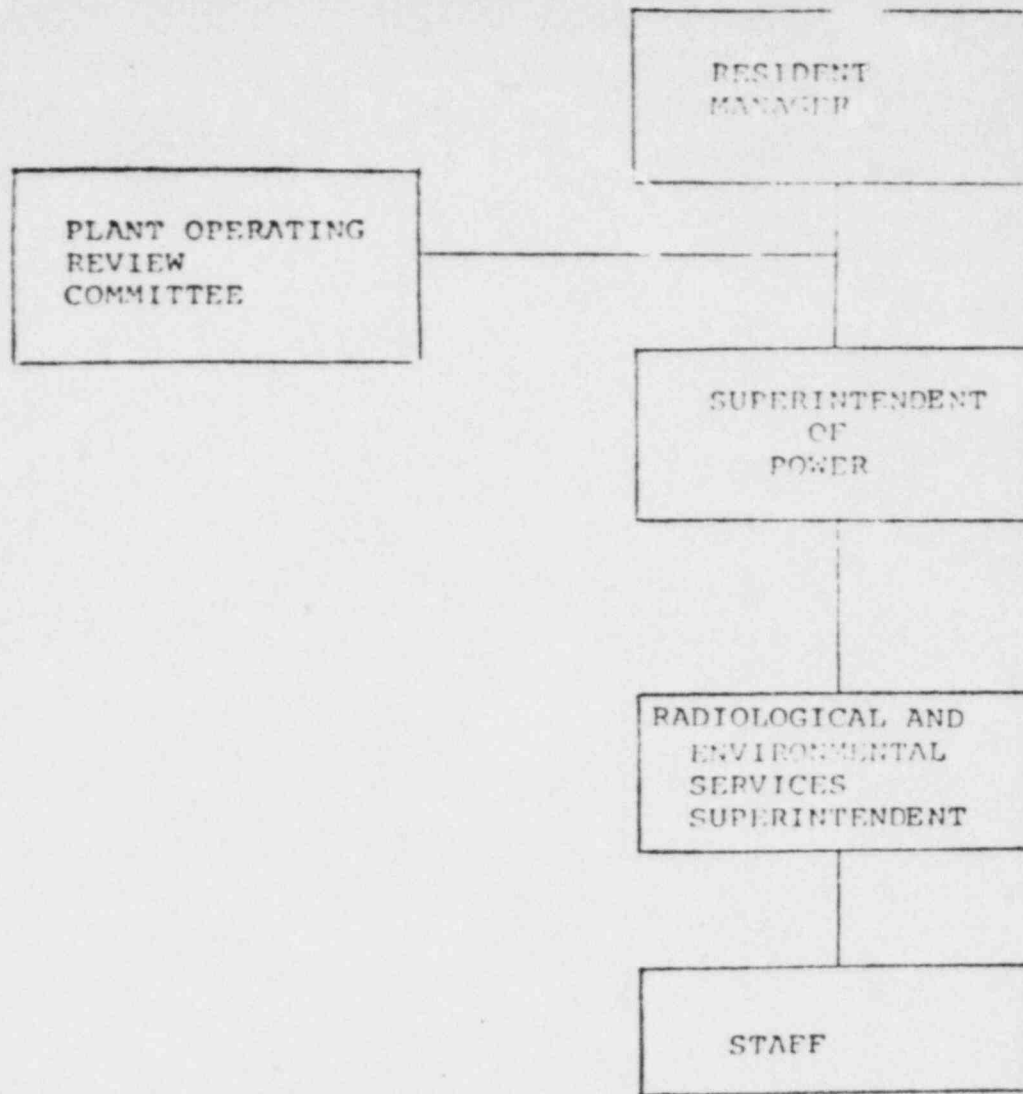 RESIDENT
MANAGER
PLANT OPERATING
REVIEW
COMMITTEE
SUPERINTENDENT
OF
POWER
RADIOLOGICAL AND
ENVIRONMENTAL
SERVICES
SUPERINTENDENT
STAFF